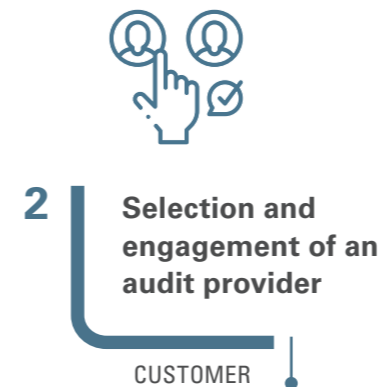 2
Selection and
engagement of an
audit provider
CUSTOMER